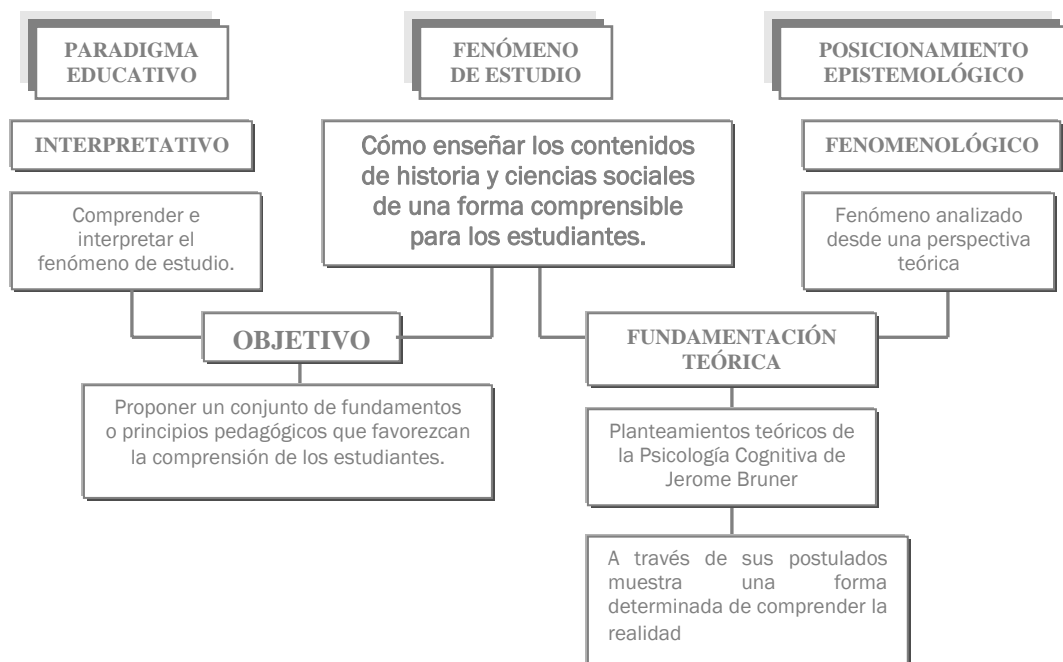 PARADIGMA
EDUCATIVO
FENÓMENO
DE ESTUDIO
POSICIONAMIENTO
EPISTEMOLÓGICO
INTERPRETATIVO
Cómo enseñar los contenidos
de historia y ciencias sociales
de una forma comprensible
para los estudiantes.
FENOMENOLÓGICO
Comprender e
interpretar el
fenómeno de estudio.
Fenómeno analizado
desde una perspectiva
teórica
OBJETIVO
FUNDAMENTACIÓN
TEÓRICA
Proponer un conjunto de fundamentos
o principios pedagógicos que favorezcan
la comprensión de los estudiantes.
Planteamientos teóricos de
la Psicología Cognitiva de
Jerome Bruner
A través de sus postulados
muestra una forma
determinada de comprender la
realidad